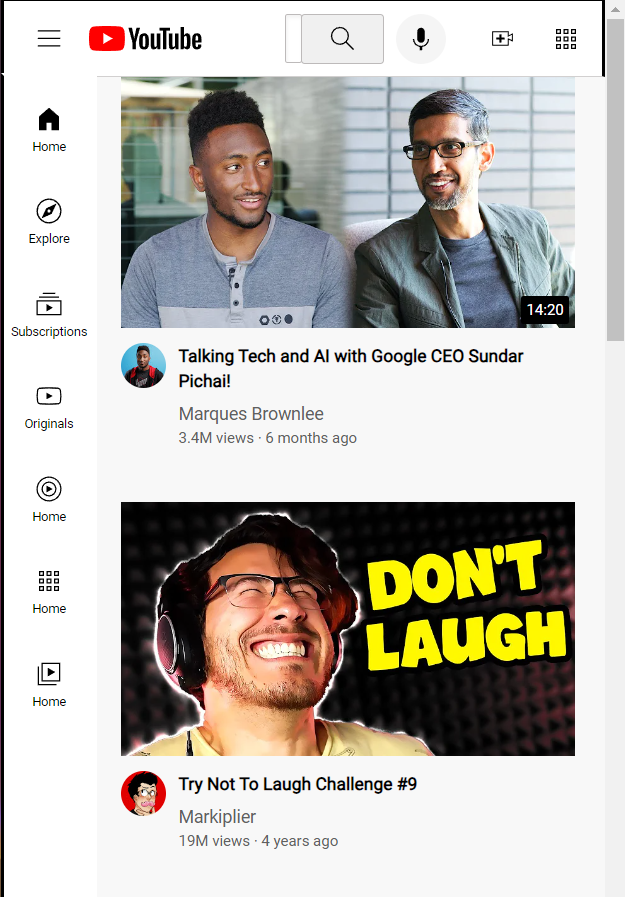 YouTube
Home
Explore
Subscriptions
Originals
Home
Home
Home
14:20
Talking Tech and AI with Google CEO Sundar
Pichai!
Marques Brownlee
3.4M views · 6 months ago
DON'T
LAUGH
Try Not To Laugh Challenge #9
Markiplier
19M views · 4 years ago